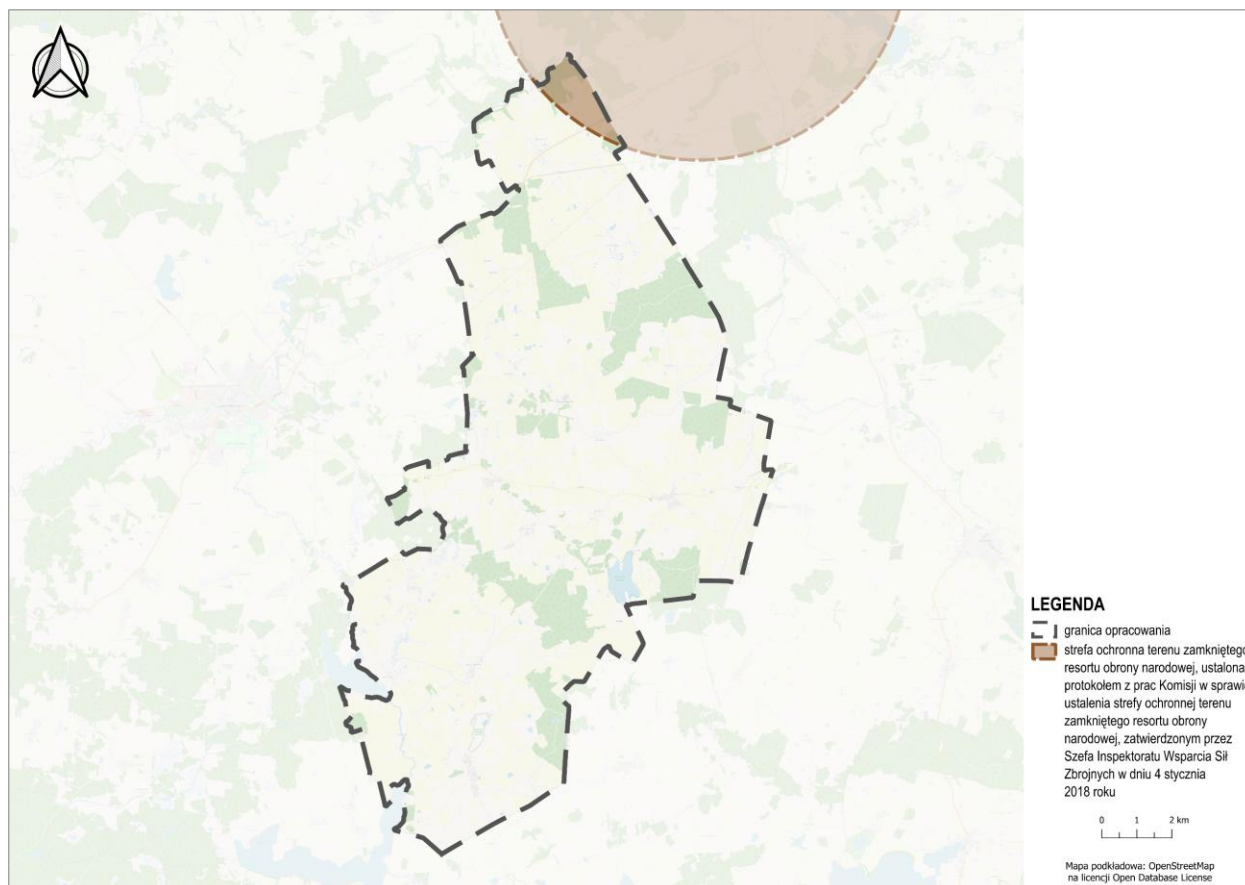 LEGENDA
granica opracowania
strefa ochronna terenu zamkniętego
resortu obrony narodowej, ustalona
protokołem z prac Komisji w sprawie
ustalenia strefy ochronnej terenu
zamkniętego resortu obrony
narodowej, zatwierdzonym przez
Szefa Inspektoratu Wsparcia Sił
Zbrojnych w dniu 4 stycznia
2018 roku
0 1 2 km
Mapa podkładowa: OpenStreetMap
na licencji Open Database License